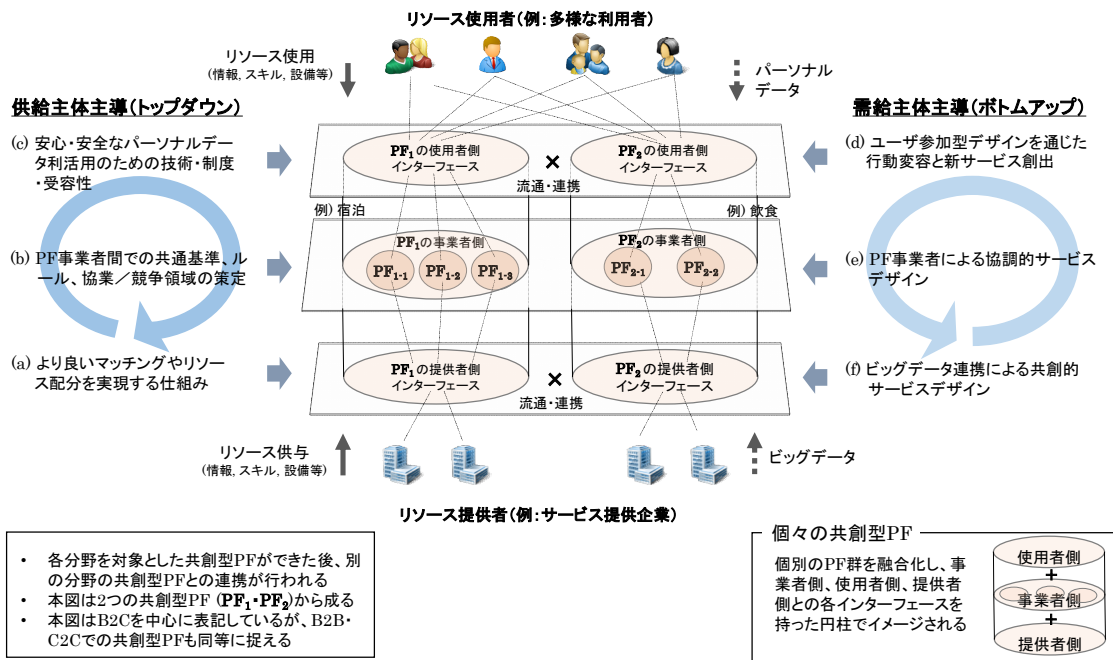 リソース使用者(例:多様な利用者)
リソース使用
(情報, スキル, 設備等)
パーソナル
データ
供給主体主導(トップダウン)
需給主体主導(ボトムアップ)
(c) 安心・安全なパーソナルデー
タ利活用のための技術・制度
・受容性
PF1 の使用者側
インターフェース
×
PF2 の使用者側
インターフェース
流通・連携
(d) ユーザ参加型デザインを通じた
行動変容と新サービス創出
例) 宿泊
例) 飲食
(b) PF事業者間での共通基準、ル
ール、協業／競争領域の策定
PF1の事業者側
PF1-1
PF1-2
PF1-3
PF2の事業者側
PF2-1
PF2-2
(e) PF事業者による協調的サービス
デザイン
(a) より良いマッチングやリソー
ス配分を実現する仕組み
PF1 の提供者側
インターフェース
×
PF2 の提供者側
インターフェース
流通・連携
(f) ビッグデータ連携による共創的
サービスデザイン
リソース供与
(情報, スキル, 設備等)
ビッグデータ
リソース提供者(例:サービス提供企業)
• 各分野を対象とした共創型PFができた後、別
の分野の共創型PFとの連携が行われる
• 本図は2つの共創型PF (PF1・PF2)から成る
• 本図はB2Cを中心に表記しているが、B2B・
C2Cでの共創型PFも同等に捉える
個々の共創型PF
個別のPF群を融合化し、事
業者側、使用者側、提供者
側との各インターフェースを
持った円柱でイメージされる
使用者側
+
事業者側
+
提供者側